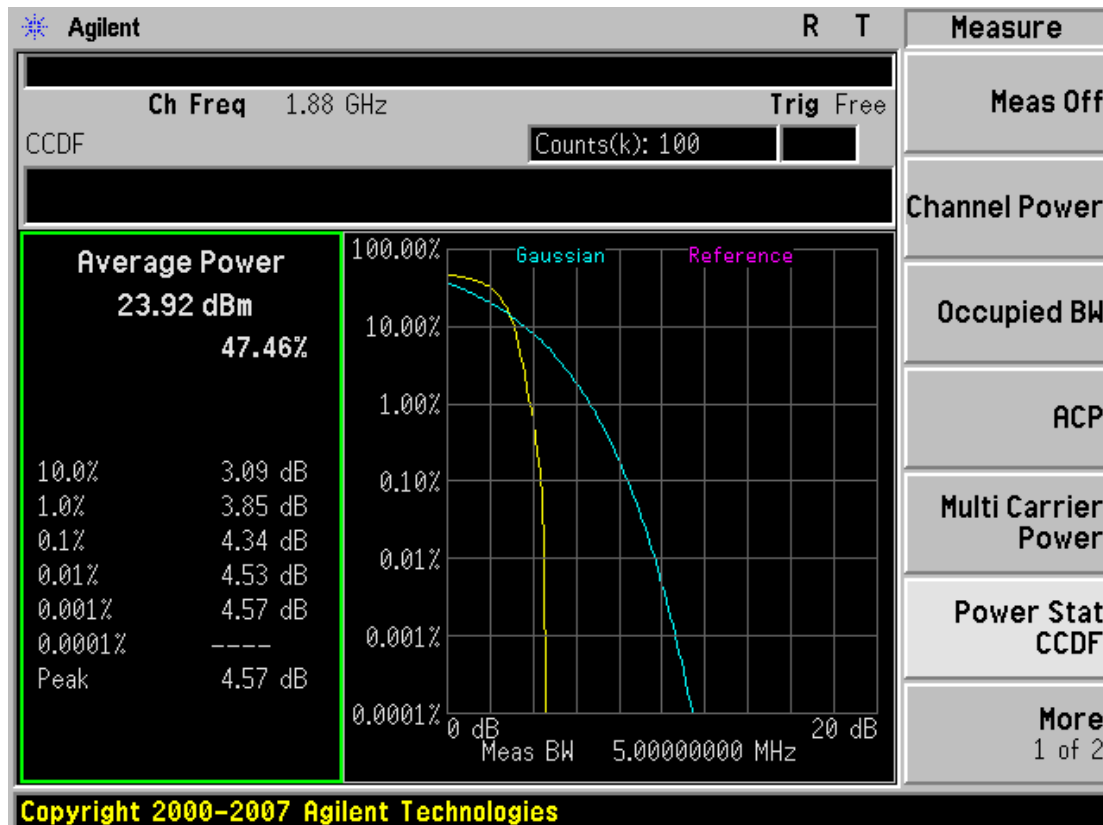 Agilent R T
Ch Freq 1.88 GHz Trig Free
CCDF Counts(k): 100
Average Power
23.92 dBm
47.46%
10.0% 3.09 dB
1.0% 3.85 dB
0.1% 4.34 dB
0.01% 4.53 dB
0.001% 4.57 dB
0.0001% ----
Peak 4.57 dB
Gaussian Reference
100.00%
10.00%
1.00%
0.10%
0.01%
0.001%
0.0001%
0 dB 20 dB
Meas BW 5.00000000 MHz
Measure
Meas Off
Channel Power
Occupied BW
ACP
Multi Carrier
Power
Power Stat
CCDF
More
1 of 2
Copyright 2000-2007 Agilent Technologies